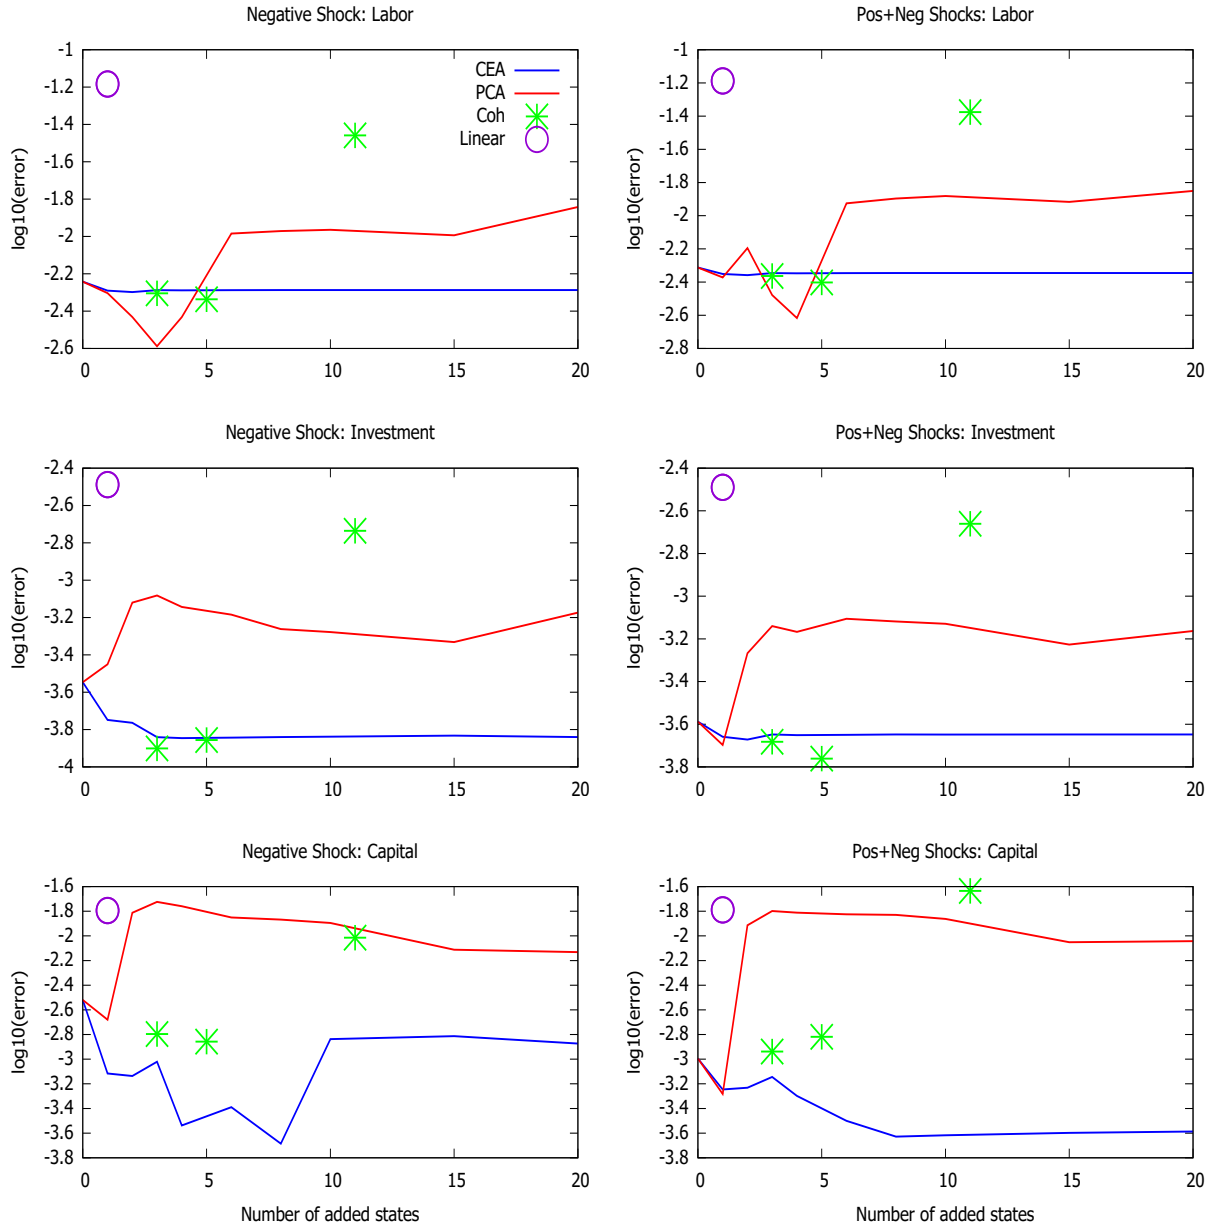 Negative Shock: Labor
-1
-1.2
-1.4
-1.6
-1.8
-2
-2.2
-2.4
-2.6
log10(error)
CEA
PCA
Coh
Linear
0 5 10 15 20
Pos+Neg Shocks: Labor
-1
-1.2
-1.4
-1.6
-1.8
-2
-2.2
-2.4
-2.6
-2.8
log10(error)
0 5 10 15 20
Negative Shock: Investment
-2.4
-2.6
-2.8
-3
-3.2
-3.4
-3.6
-3.8
-4
log10(error)
0 5 10 15 20
Pos+Neg Shocks: Investment
-2.4
-2.6
-2.8
-3
-3.2
-3.4
-3.6
-3.8
log10(error)
0 5 10 15 20
Negative Shock: Capital
-1.6
-1.8
-2
-2.2
-2.4
-2.6
-2.8
-3
-3.2
-3.4
-3.6
-3.8
log10(error)
0 5 10 15 20
Number of added states
Pos+Neg Shocks: Capital
-1.6
-1.8
-2
-2.2
-2.4
-2.6
-2.8
-3
-3.2
-3.4
-3.6
-3.8
log10(error)
0 5 10 15 20
Number of added states